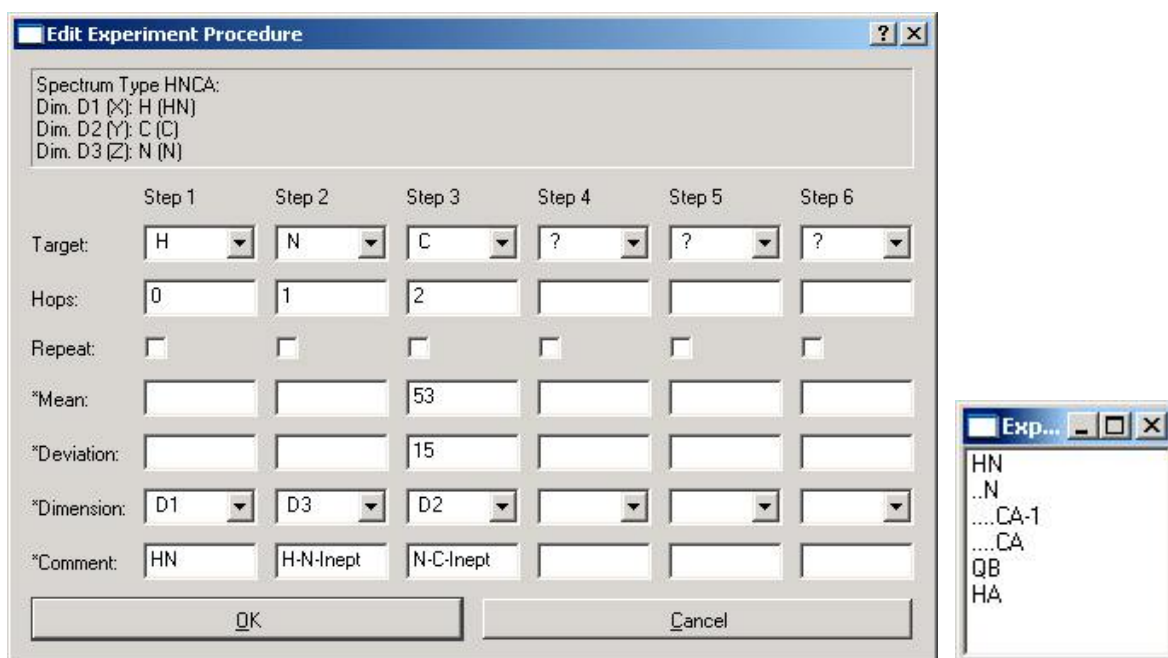 Edit Experiment Procedure
Spectrum Type HNCA:
Dim. D1 (X): H (HN)
Dim. D2 (Y): C (C)
Dim. D3 (Z): N (N)
Step 1 Step 2 Step 3 Step 4 Step 5 Step 6
Target: H N C ? ? ?
Hops: 0 1 2
Repeat:
*Mean: 53
*Deviation: 15
*Dimension: D1 D3 D2
*Comment: HN H-N-Inept N-C-Inept
OK Cancel
Exp...
HN
..N
....CA-1
....CA
QB
HA